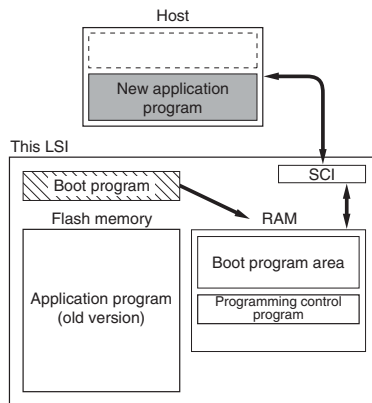 Host
New application
program
This LSI
Boot program
SCI
Flash memory
RAM
Boot program area
Application program
(old version)
Programming control
program